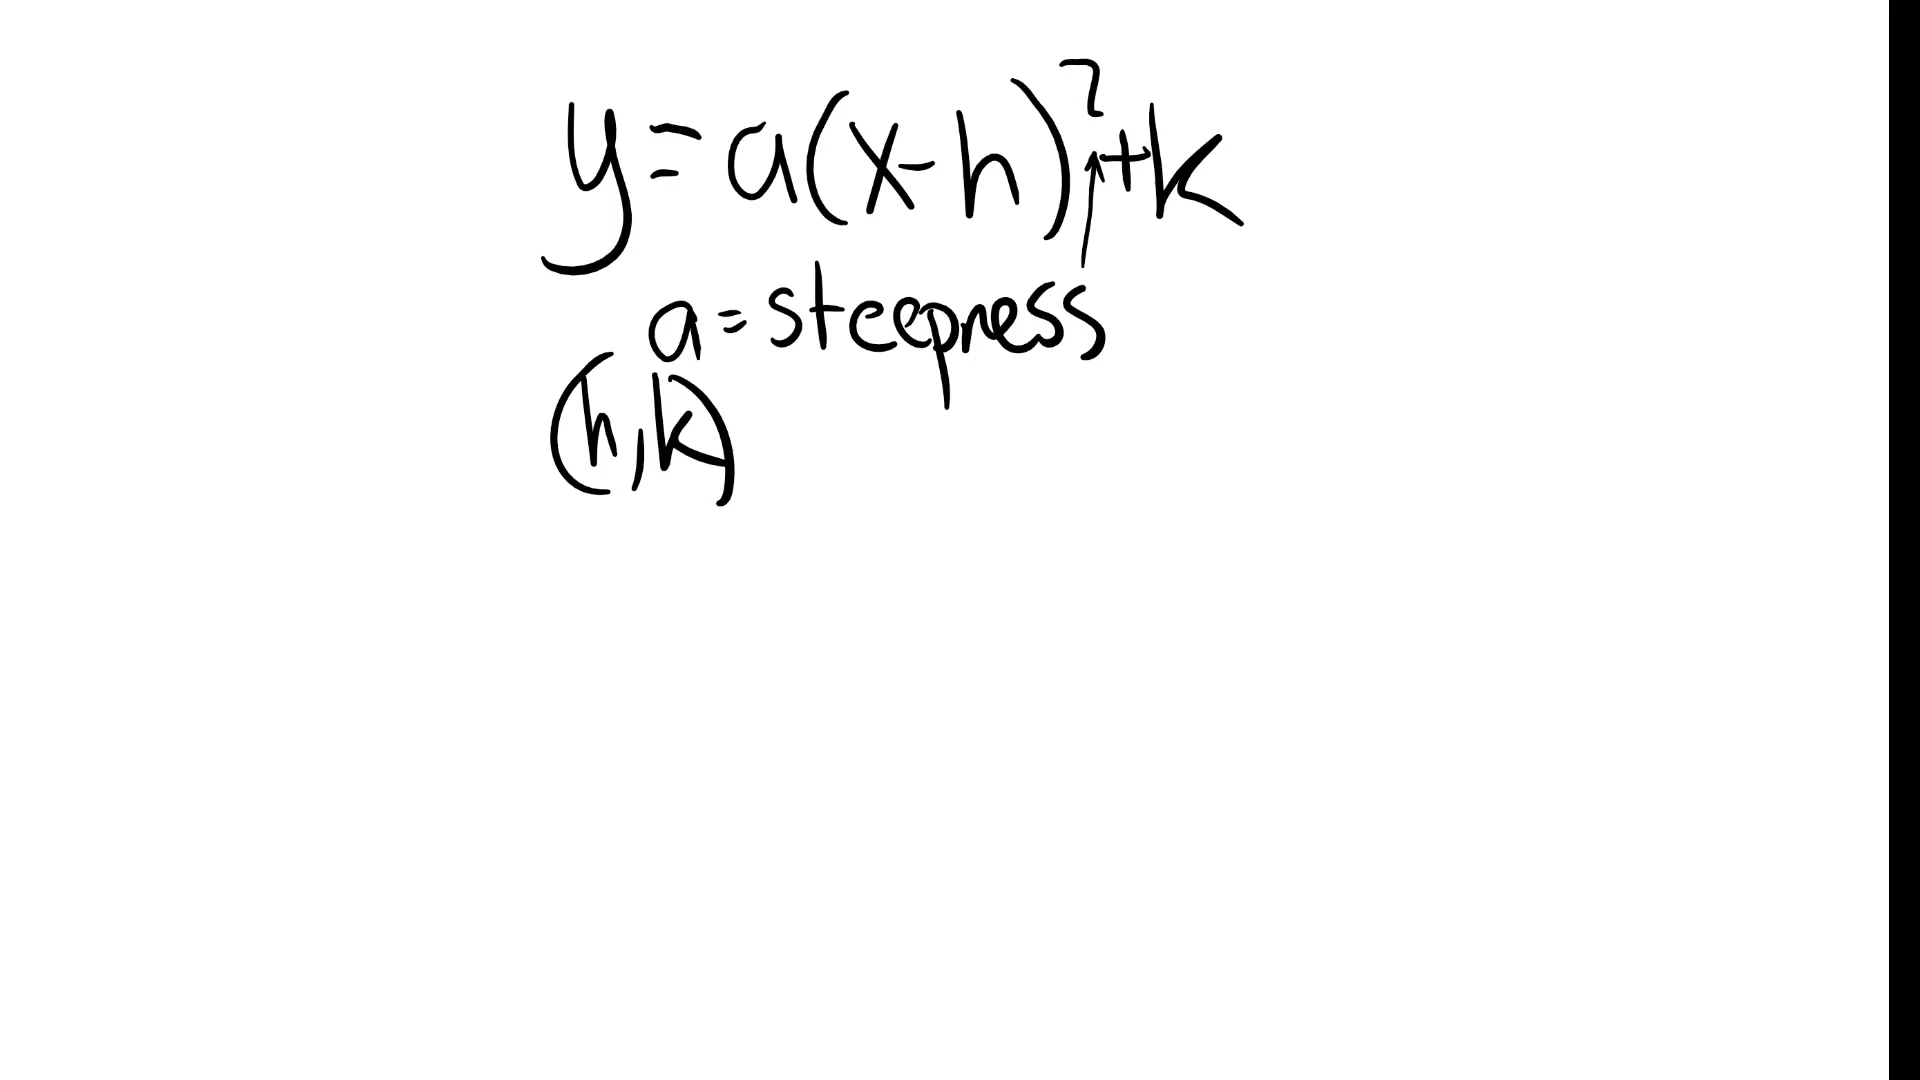 y=a(x-h)²+k
a=steepness
(h,k)